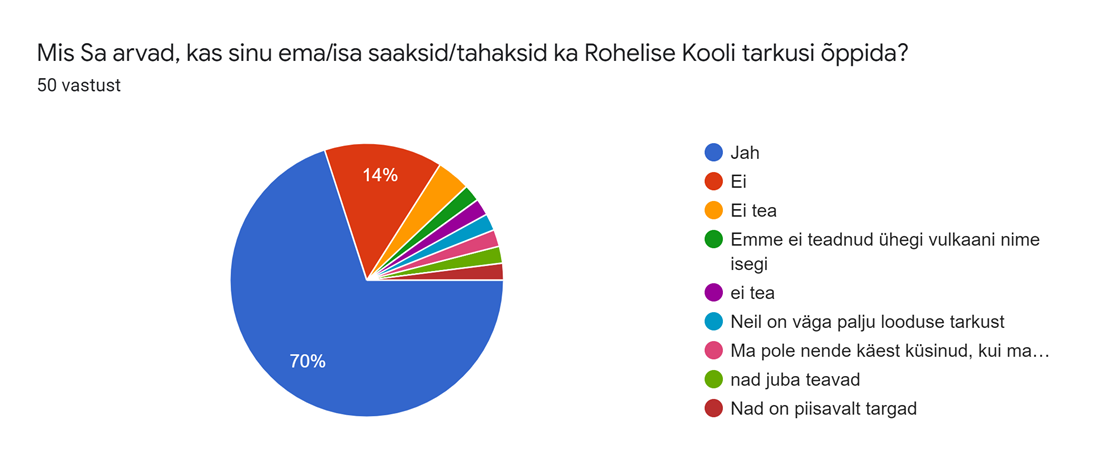 Mis Sa arvad, kas sinu ema/isa saaksid/tahaksid ka Rohelise Kooli tarkusi õppida?
50 vastust
14%
70%
Jah
Ei
Ei tea
Emme ei teadnud ühegi vulkaani nime
isegi
ei tea
Neil on väga palju looduse tarkust
Ma pole nende käest küsinud, kui ma…
nad juba teavad
Nad on piisavalt targad